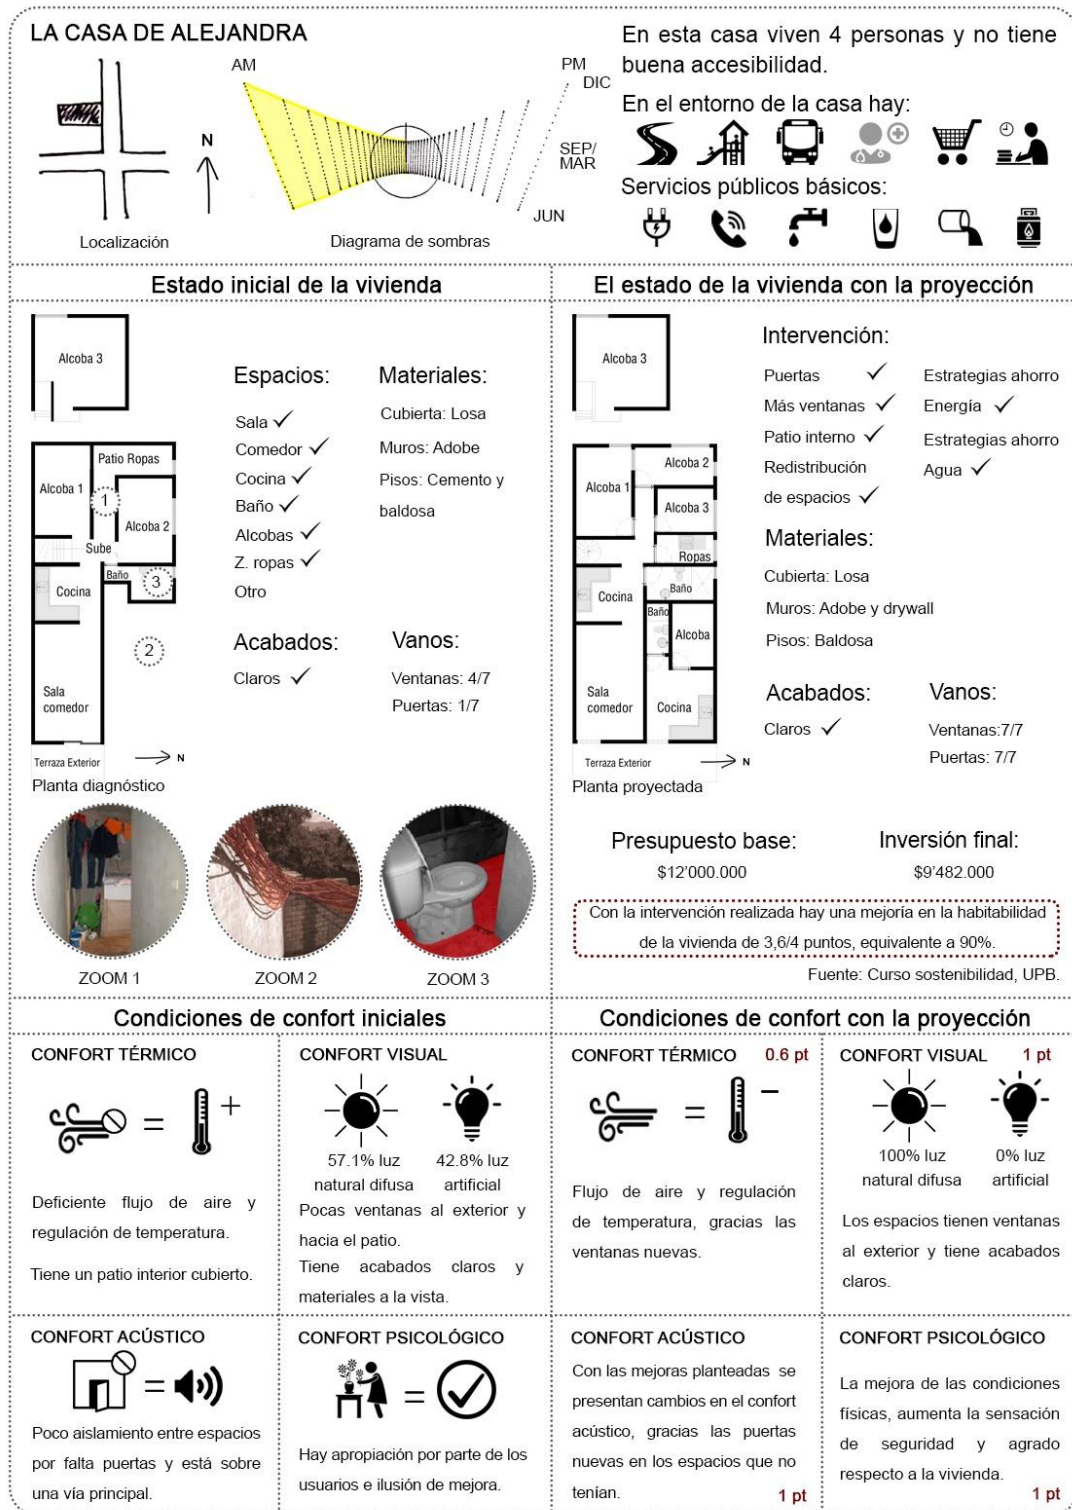 LA CASA DE ALEJANDRA
Localización
N
AM
PM
DIC
SEP/
MAR
JUN
Diagrama de sombras
En esta casa viven 4 personas y no tiene
buena accesibilidad.
En el entorno de la casa hay:
Servicios públicos básicos:
Estado inicial de la vivienda
Alcoba 3
Patio Ropas
Alcoba 1
1
Alcoba 2
Sube
Baño
3
Cocina
2
Sala
comedor
Terraza Exterior
N
Planta diagnóstico
Espacios:
Sala ✓
Comedor ✓
Cocina ✓
Baño ✓
Alcobas ✓
Z. ropas ✓
Otro
Materiales:
Cubierta: Losa
Muros: Adobe
Pisos: Cemento y
baldosa
Acabados:
Claros ✓
Vanos:
Ventanas: 4/7
Puertas: 1/7
ZOOM 1
ZOOM 2
ZOOM 3
El estado de la vivienda con la proyección
Alcoba 3
Alcoba 2
Alcoba 1
Alcoba 3
Ropas
Baño
Cocina
Baño
Alcoba
Sala
comedor
Cocina
Terraza Exterior
N
Planta proyectada
Intervención:
Puertas ✓
Más ventanas ✓
Patio interno ✓
Redistribución
de espacios ✓
Estrategias ahorro
Energía ✓
Estrategias ahorro
Agua ✓
Materiales:
Cubierta: Losa
Muros: Adobe y drywall
Pisos: Baldosa
Acabados:
Claros ✓
Vanos:
Ventanas:7/7
Puertas: 7/7
Presupuesto base:
$12'000.000
Inversión final:
$9'482.000
Con la intervención realizada hay una mejoría en la habitabilidad
de la vivienda de 3,6/4 puntos, equivalente a 90%.
Fuente: Curso sostenibilidad, UPB.
Condiciones de confort iniciales
CONFORT TÉRMICO
= +
Deficiente flujo de aire y
regulación de temperatura.
Tiene un patio interior cubierto.
CONFORT VISUAL
57.1% luz
natural difusa
42.8% luz
artificial
Pocas ventanas al exterior y
hacia el patio.
Tiene acabados claros y
materiales a la vista.
CONFORT ACÚSTICO
=
Poco aislamiento entre espacios
por falta puertas y está sobre
una vía principal.
CONFORT PSICOLÓGICO
=
Hay apropiación por parte de los
usuarios e ilusión de mejora.
Condiciones de confort con la proyección
CONFORT TÉRMICO 0.6 pt
= −
Flujo de aire y regulación
de temperatura, gracias las
ventanas nuevas.
CONFORT VISUAL 1 pt
100% luz
natural difusa
0% luz
artificial
Los espacios tienen ventanas
al exterior y tiene acabados
claros.
CONFORT ACÚSTICO
Con las mejoras planteadas se
presentan cambios en el confort
acústico, gracias las puertas
nuevas en los espacios que no
tenían.
1 pt
CONFORT PSICOLÓGICO
La mejora de las condiciones
físicas, aumenta la sensación
de seguridad y agrado
respecto a la vivienda.
1 pt